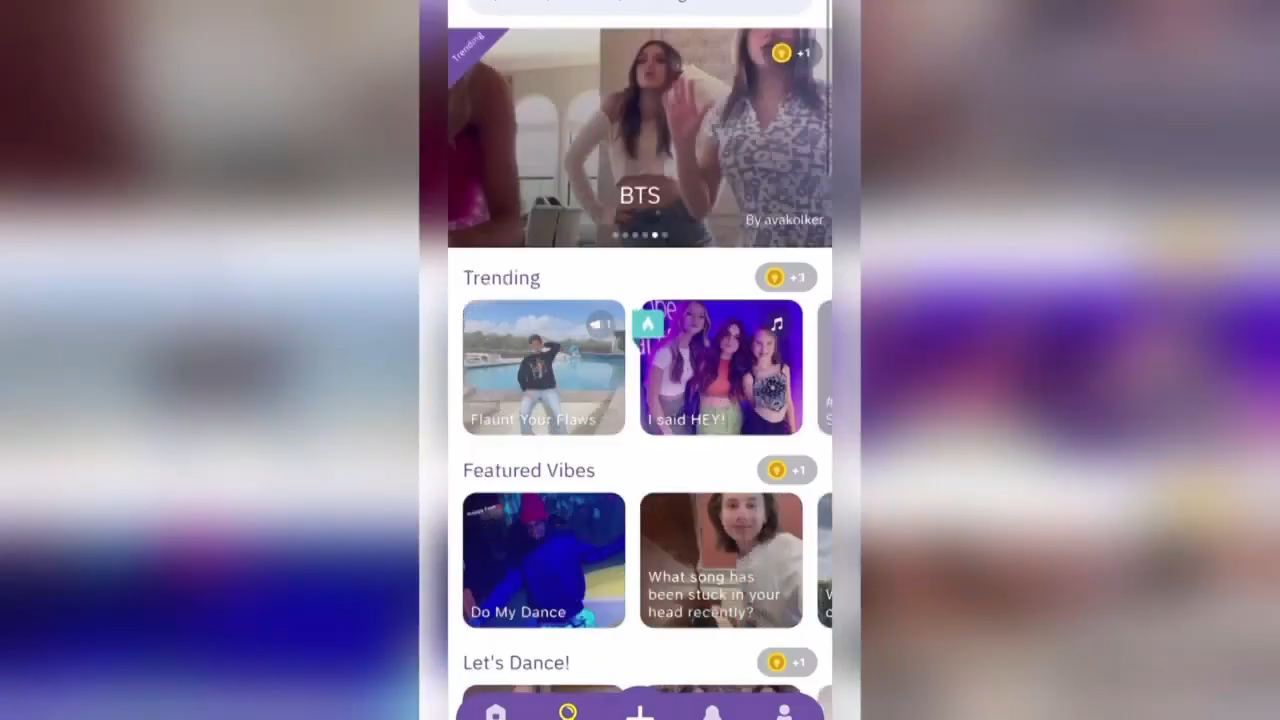 Trending
+1
BTS
By avakolker
Trending
+3
1
Flaunt Your Flaws
I said HEY!
Featured Vibes
+1
Do My Dance
What song has
been stuck in your
head recently?
Let's Dance!
+1